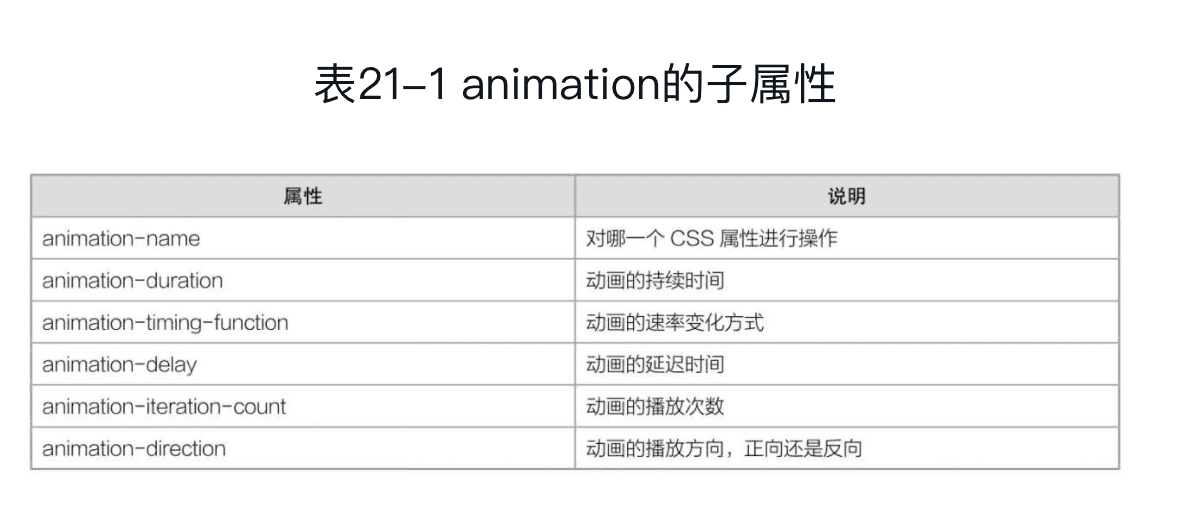 表21–1 animation的子属性
属性 说明
animation-name 对哪一个 CSS 属性进行操作
animation-duration 动画的持续时间
animation-timing-function 动画的速率变化方式
animation-delay 动画的延迟时间
animation-iteration-count 动画的播放次数
animation-direction 动画的播放方向，正向还是反向